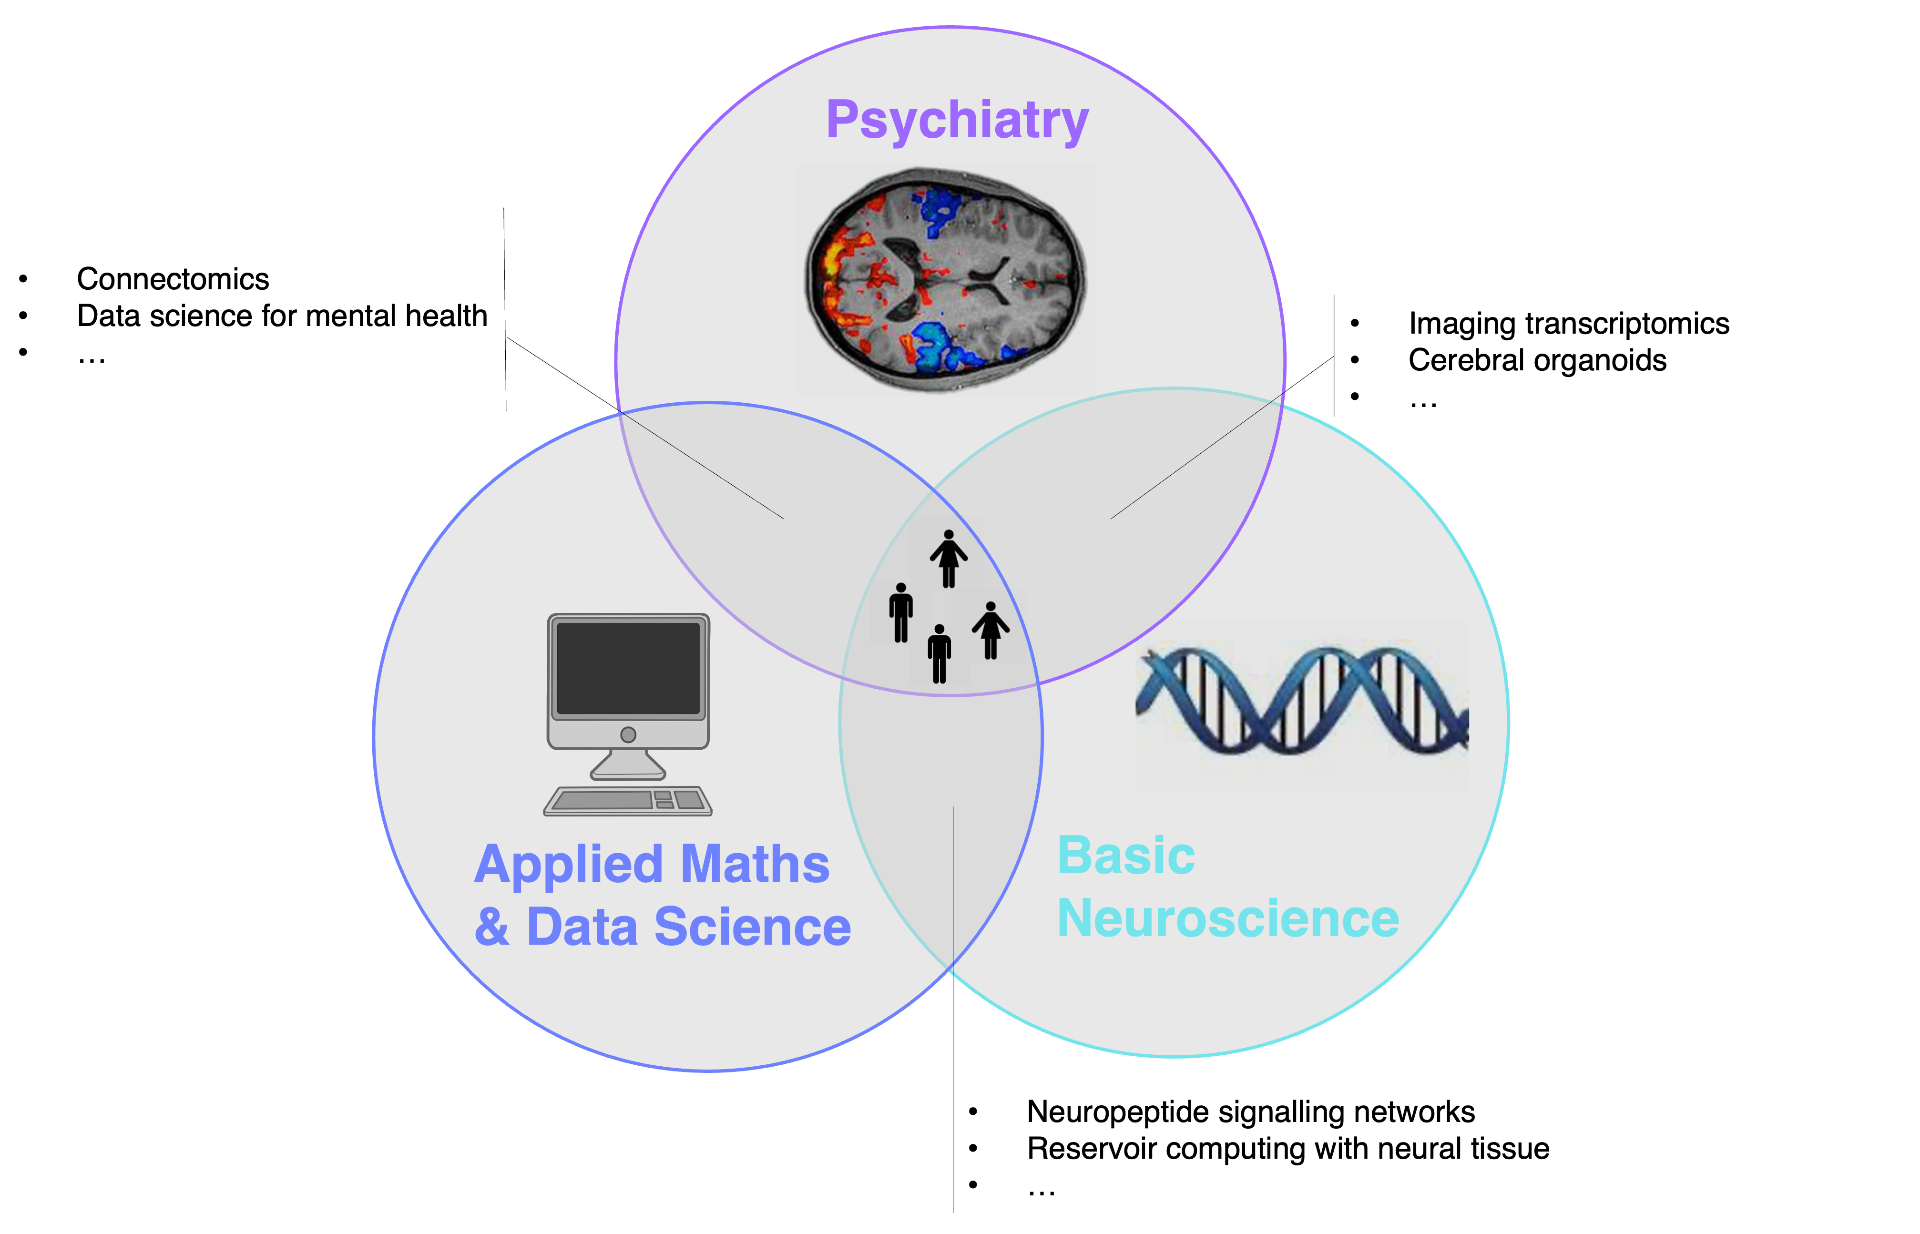 Psychiatry
• Connectomics
• Data science for mental health
• …
• Imaging transcriptomics
• Cerebral organoids
• …
Applied Maths
& Data Science
Basic
Neuroscience
• Neuropeptide signalling networks
• Reservoir computing with neural tissue
• …